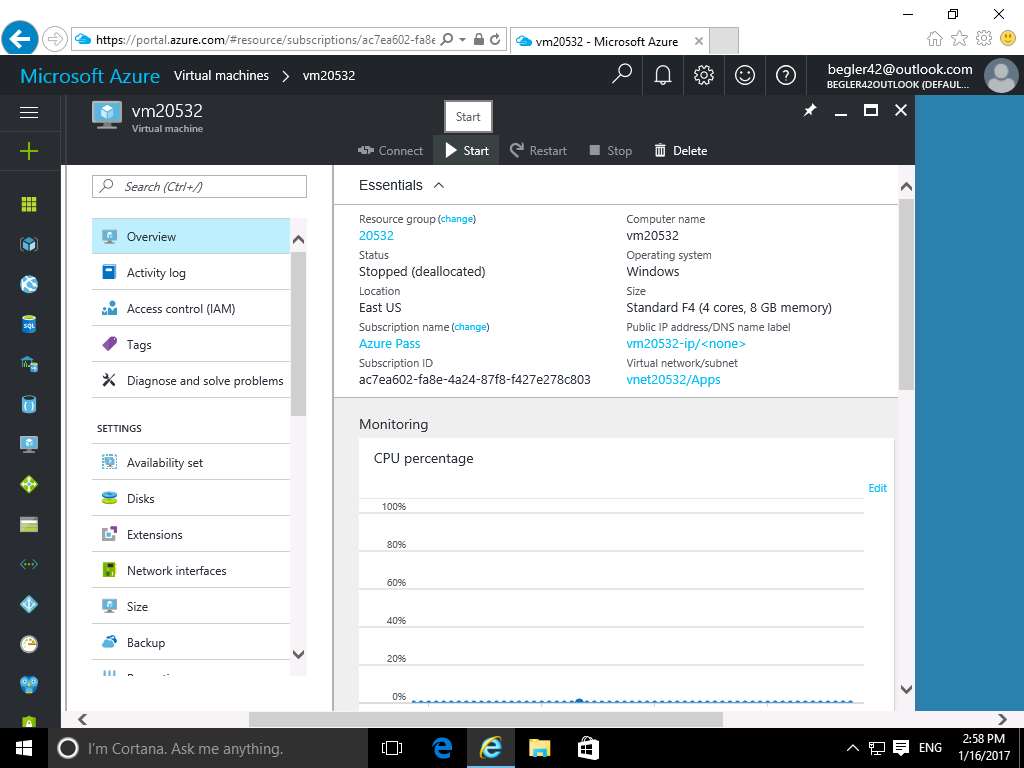 https://portal.azure.com/#resource/subscriptions/ac7ea602-fa8e
vm20532 - Microsoft Azure
Microsoft Azure Virtual machines > vm20532
begler42@outlook.com
BEGLER42OUTLOOK (DEFAUL...
vm20532
Virtual machine
Start
Connect Start Restart Stop Delete
Search (Ctrl+/)
Overview
Activity log
Access control (IAM)
Tags
Diagnose and solve problems
SETTINGS
Availability set
Disks
Extensions
Network interfaces
Size
Backup
Essentials
Resource group (change)
20532
Status
Stopped (deallocated)
Location
East US
Subscription name (change)
Azure Pass
Subscription ID
ac7ea602-fa8e-4a24-87f8-f427e278c803
Computer name
vm20532
Operating system
Windows
Size
Standard F4 (4 cores, 8 GB memory)
Public IP address/DNS name label
vm20532-ip/<none>
Virtual network/subnet
vnet20532/Apps
Monitoring
CPU percentage
Edit
100%
80%
60%
40%
20%
0%
I'm Cortana. Ask me anything.
ENG
2:58 PM
1/16/2017